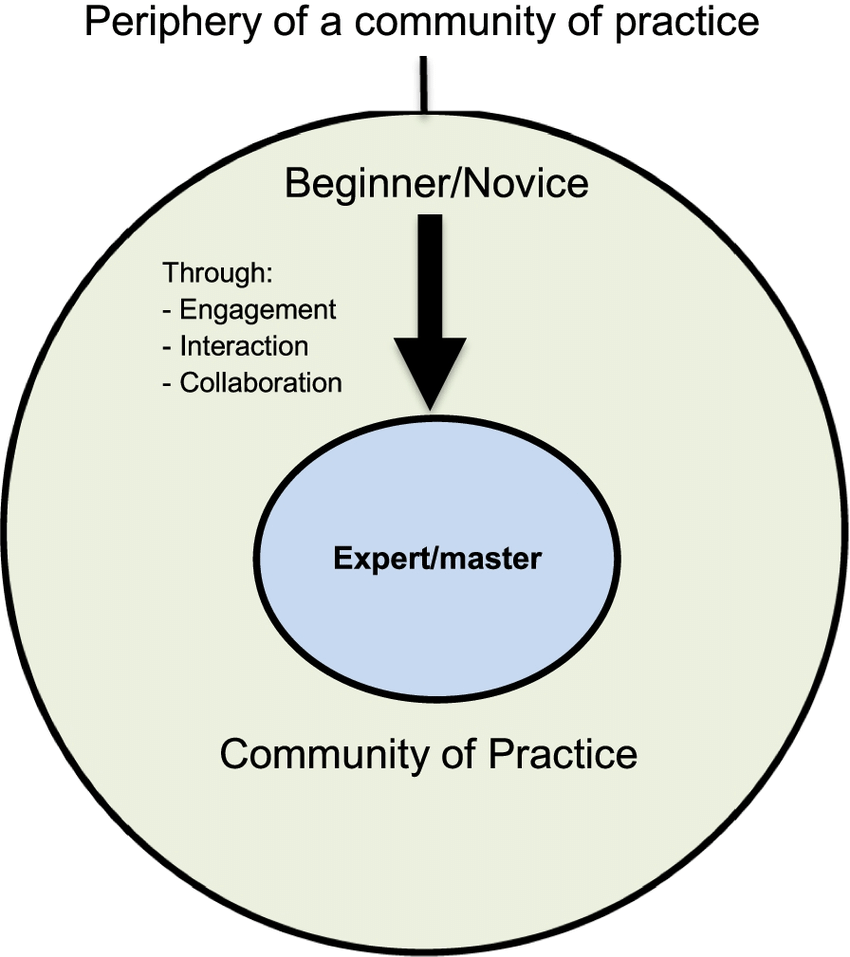 Periphery of a community of practice
Beginner/Novice
Through:
- Engagement
- Interaction
- Collaboration
Expert/master
Community of Practice